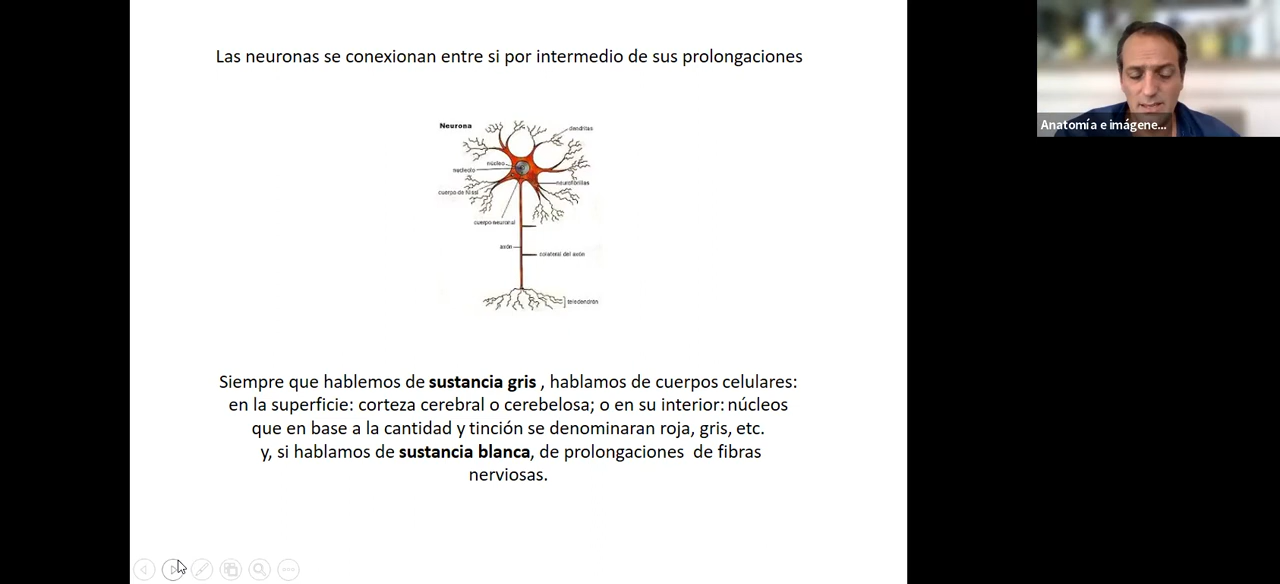 Las neuronas se conexionan entre si por intermedio de sus prolongaciones
Neurona
dendritas
núcleo
nucleolo
neurofibrillas
cuerpo de Nissl
cuerpo neuronal
axón
colateral del axón
teledendrón
Siempre que hablemos de sustancia gris , hablamos de cuerpos celulares:
en la superficie: corteza cerebral o cerebelosa; o en su interior: núcleos
que en base a la cantidad y tinción se denominaran roja, gris, etc.
y, si hablamos de sustancia blanca, de prolongaciones de fibras
nerviosas.
Anatomía e imágene...